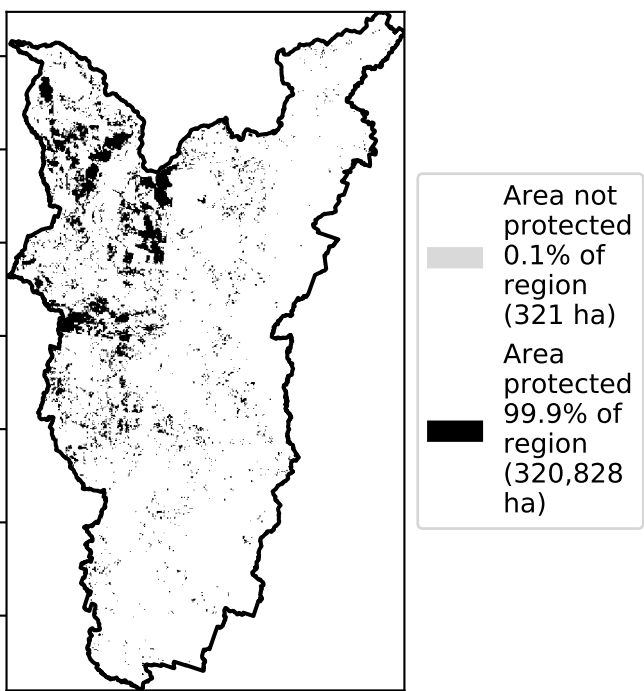 Area not
protected
0.1% of
region
(321 ha)
Area
protected
99.9% of
region
(320,828
ha)